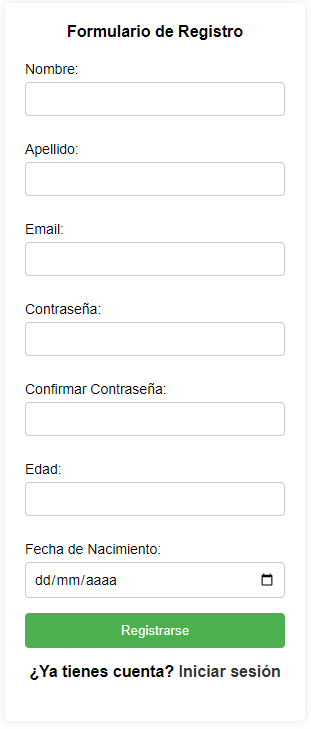 Formulario de Registro
Nombre:
Apellido:
Email:
Contraseña:
Confirmar Contraseña:
Edad:
Fecha de Nacimiento:
dd/mm/aaaa
Registrarse
¿Ya tienes cuenta? Iniciar sesión